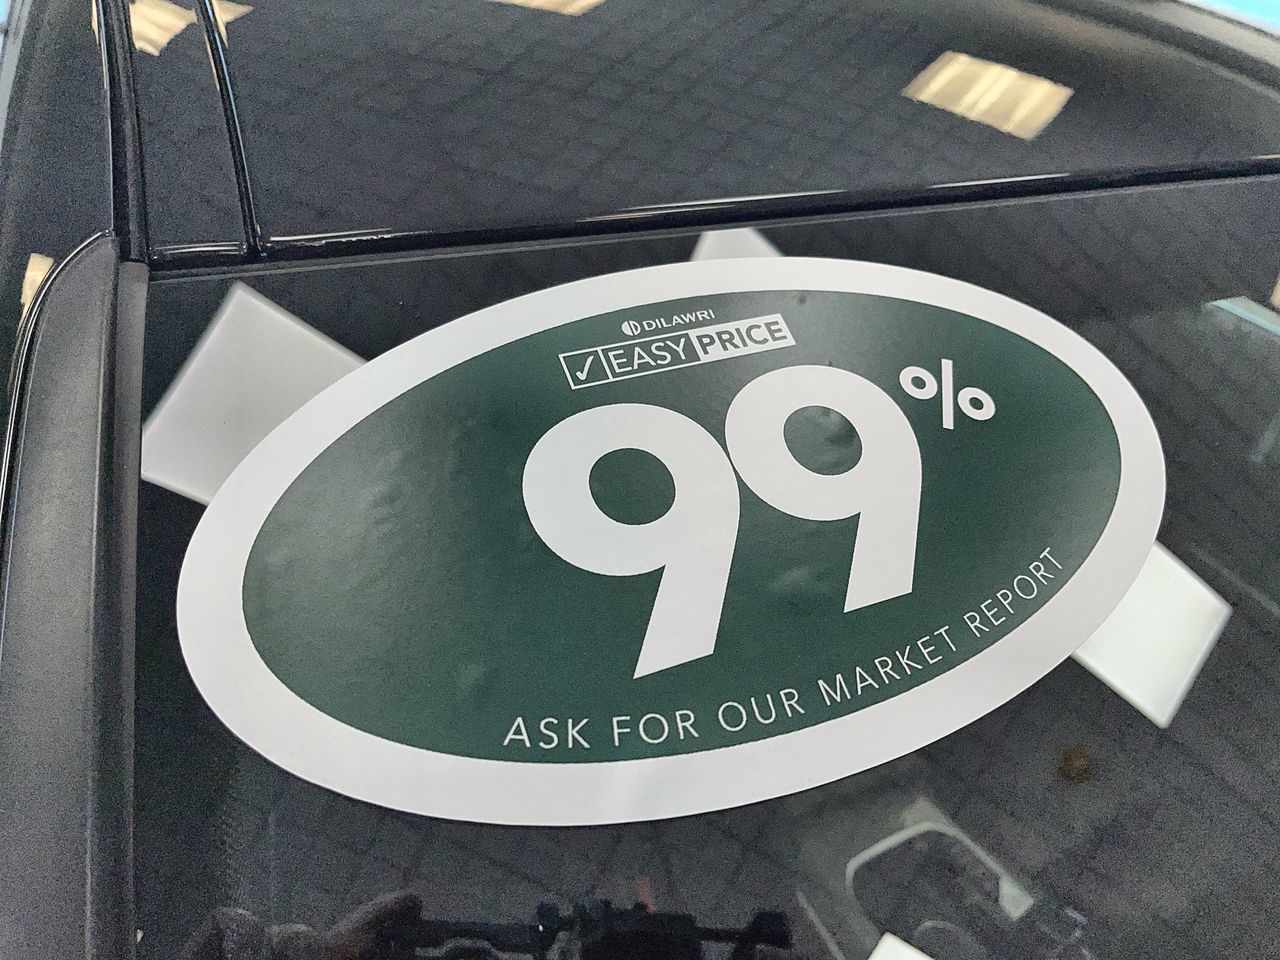 DILAWRI
✓ EASY PRICE
99%
ASK FOR OUR MARKET REPORT